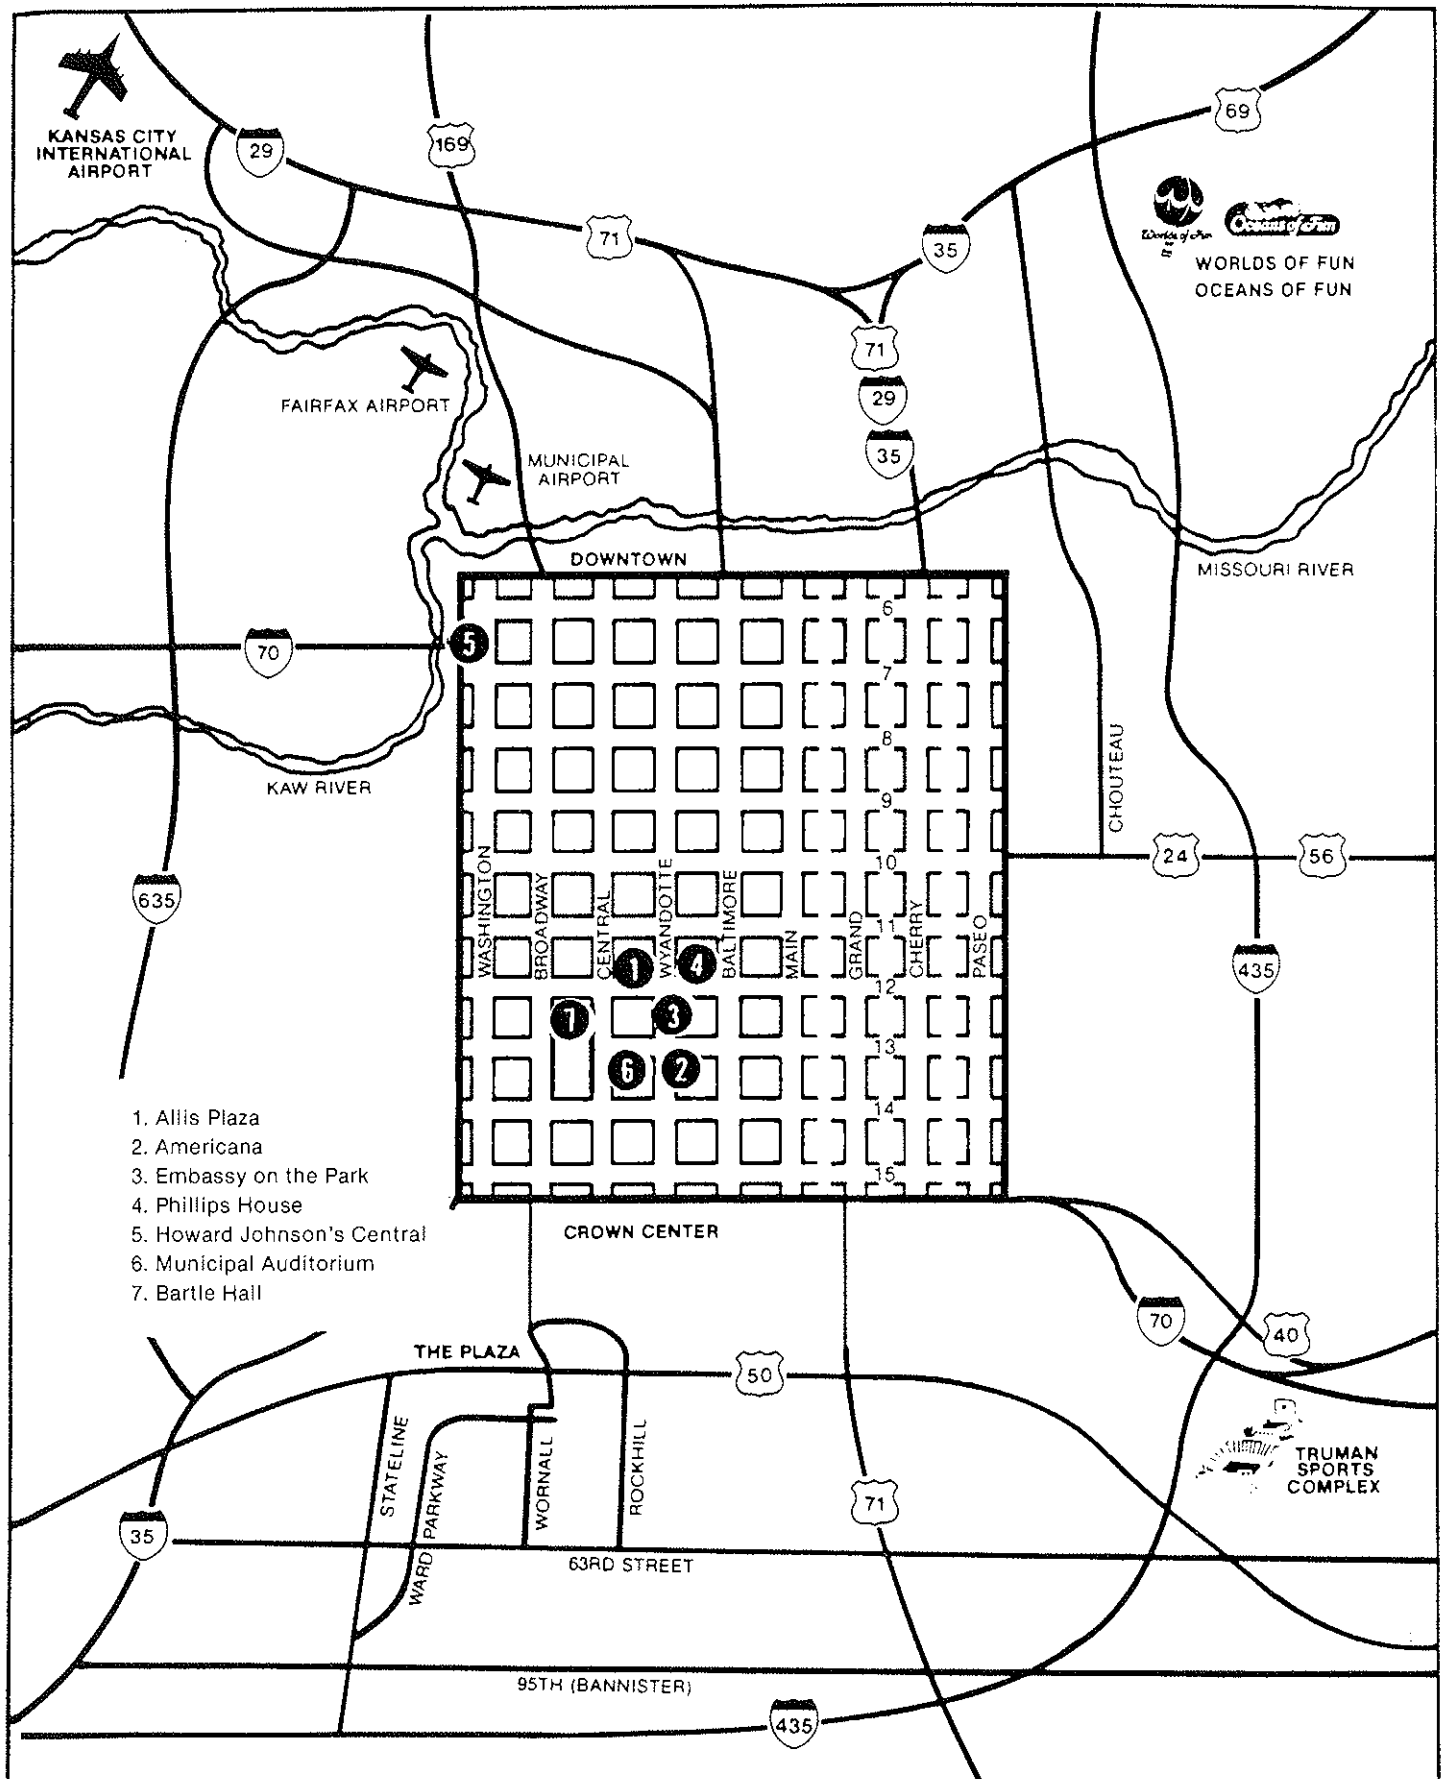 69
KANSAS CITY
INTERNATIONAL
AIRPORT
29
169
71
35
Worlds of Fun
Oceans of Fun
WORLDS OF FUN
OCEANS OF FUN
71
29
35
FAIRFAX AIRPORT
MUNICIPAL
AIRPORT
DOWNTOWN
MISSOURI RIVER
6
5
70
7
CHOUTEAU
8
KAW RIVER
9
24
56
10
635
WASHINGTON
BROADWAY
CENTRAL
WYANDOTTE
BALTIMORE
MAIN
GRAND
CHERRY
PASEO
11
435
1
4
12
7
3
13
6
2
14
15
1. Allis Plaza
2. Americana
3. Embassy on the Park
4. Phillips House
5. Howard Johnson's Central
6. Municipal Auditorium
7. Bartle Hall
CROWN CENTER
70
40
THE PLAZA
50
STATELINE
WARD PARKWAY
WORNALL
ROCKHILL
TRUMAN
SPORTS
COMPLEX
71
35
63RD STREET
95TH (BANNISTER)
435